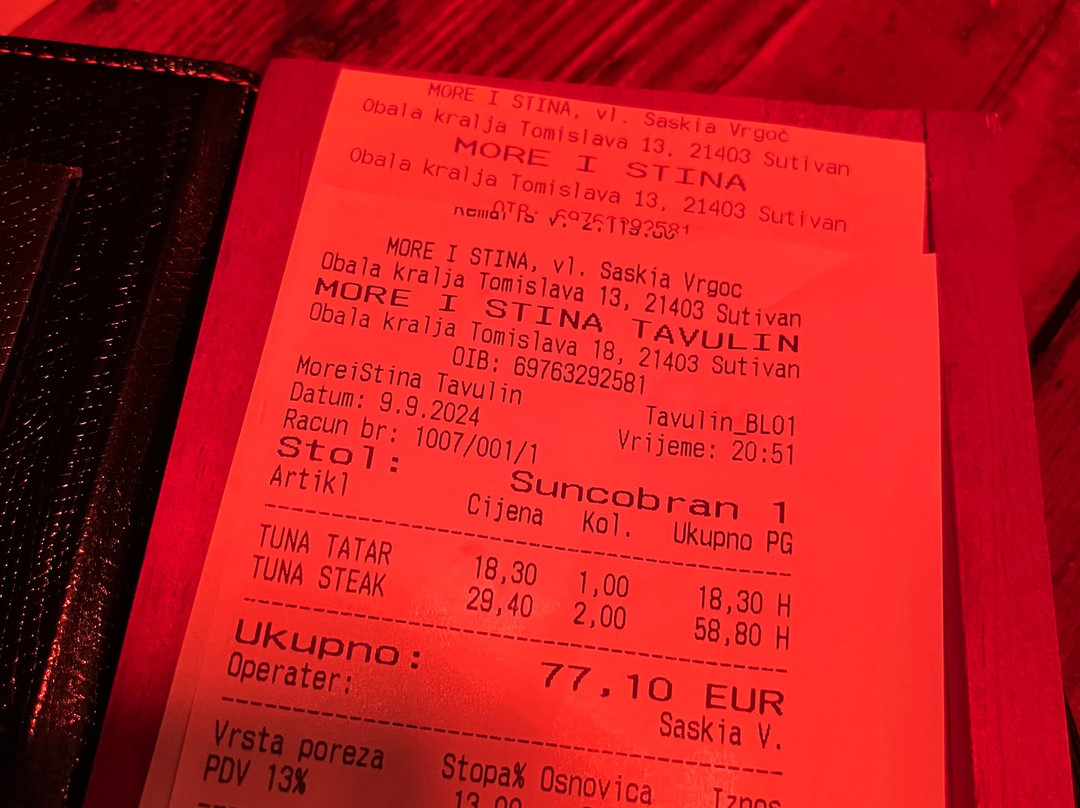 MORE I STINA, vl. Saskia Vrgoč
Obala kralja Tomislava 13, 21403 Sutivan
MORE I STINA
Obala kralja Tomislava 13, 21403 Sutivan
MORE I STINA, vl. Saskia Vrgoc
Obala kralja Tomislava 13, 21403 Sutivan
MORE I STINA TAVULIN
Obala kralja Tomislava 18, 21403 Sutivan
OIB: 69763292581
MoreiStina Tavulin Tavulin_BLO1
Datum: 9.9.2024 Vrijeme: 20:51
Racun br: 1007/001/1
Stol: Suncobran 1
Artikl Cijena Kol. Ukupno PG
TUNA TATAR 18,30 1,00 18,30 H
TUNA STEAK 29,40 2,00 58,80 H
Ukupno: 77,10 EUR
Operater: Saskia V.
Vrsta poreza Stopa% Osnovica Iznos
PDV 13% 13,00